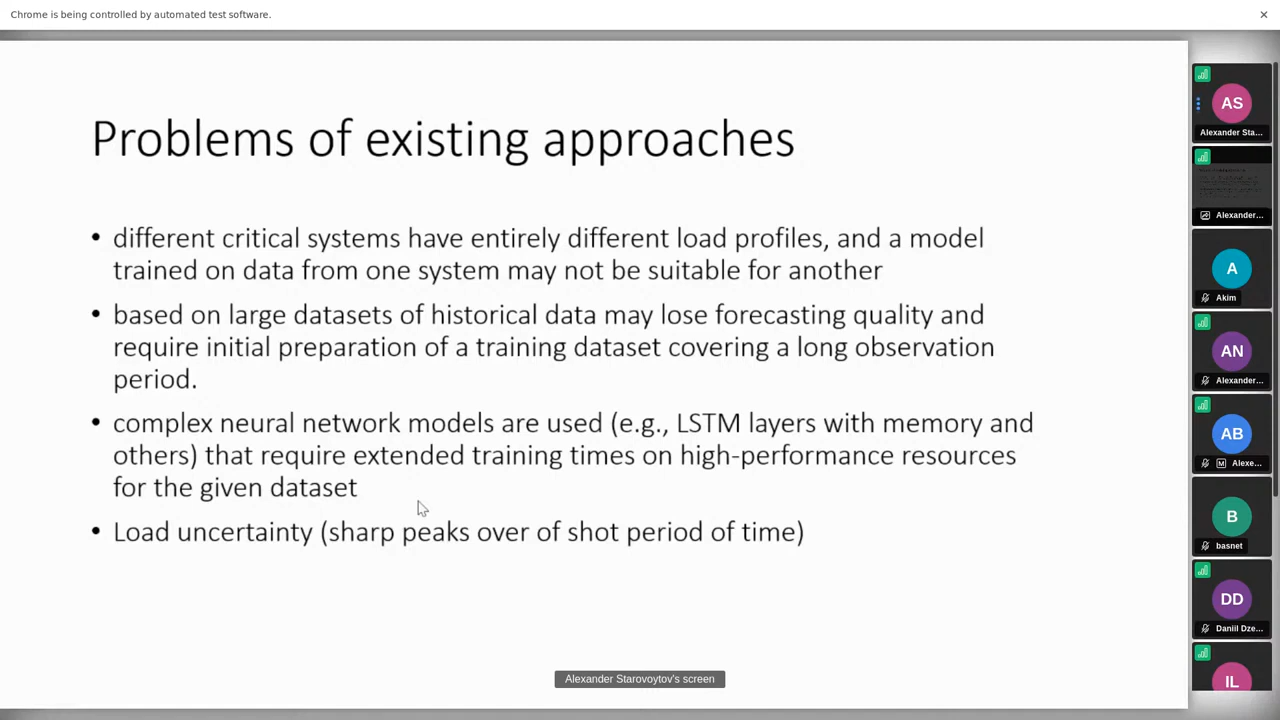 Chrome is being controlled by automated test software.
Problems of existing approaches
• different critical systems have entirely different load profiles, and a model
trained on data from one system may not be suitable for another
• based on large datasets of historical data may lose forecasting quality and
require initial preparation of a training dataset covering a long observation
period.
• complex neural network models are used (e.g., LSTM layers with memory and
others) that require extended training times on high-performance resources
for the given dataset
• Load uncertainty (sharp peaks over of shot period of time)
Alexander Starovoytov's screen
AS
Alexander Sta...
Alexander...
A
Akim
AN
Alexander...
AB
M
Alexe...
B
basnet
DD
Daniil Dze...
IL